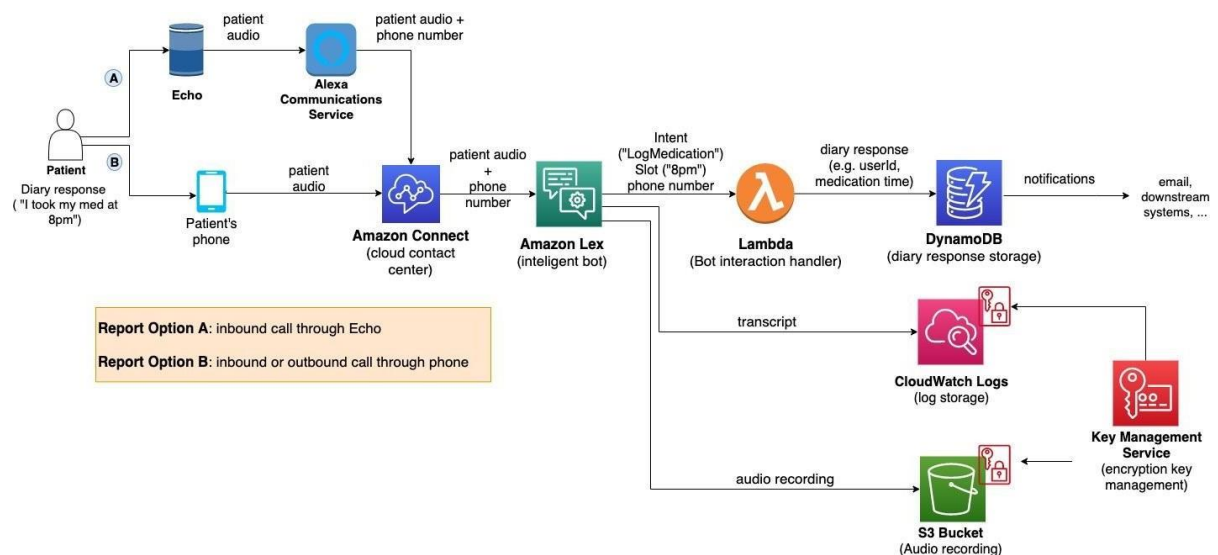 patient
audio
patient audio +
phone number
A
Echo
Alexa
Communications
Service
B
Patient
Diary response
( "I took my med at
8pm")
Patient's
phone
patient
audio
Amazon Connect
(cloud contact
center)
patient audio
+
phone
number
Amazon Lex
(inteligent bot)
Intent
("LogMedication")
Slot ("8pm")
phone number
Lambda
(Bot interaction handler)
diary response
(e.g. userId,
medication time)
DynamoDB
(diary response storage)
notifications
email,
downstream
systems, ...
Report Option A: inbound call through Echo
Report Option B: inbound or outbound call through phone
transcript
CloudWatch Logs
(log storage)
Key Management
Service
(encryption key
management)
audio recording
S3 Bucket
(Audio recording)